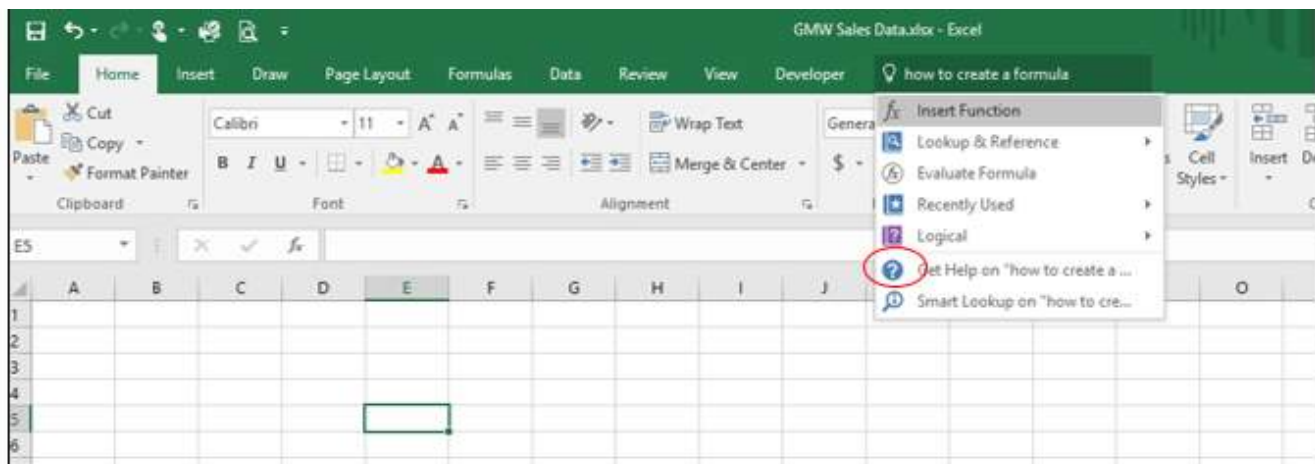 GMW Sales Data.xlsx - Excel
File Home Insert Draw Page Layout Formulas Data Review View Developer how to create a formula
Paste
Cut
Copy
Format Painter
Clipboard
Calibri 11 A A
B I U A
Font
Wrap Text
Merge & Center
Alignment
$
Insert Function
Lookup & Reference
Evaluate Formula
Recently Used
Logical
Get Help on "how to create a ...
Smart Lookup on "how to cre...
Cell
Styles
Insert
E5 fx
A B C D E F G H I J O
1
2
3
4
5
6